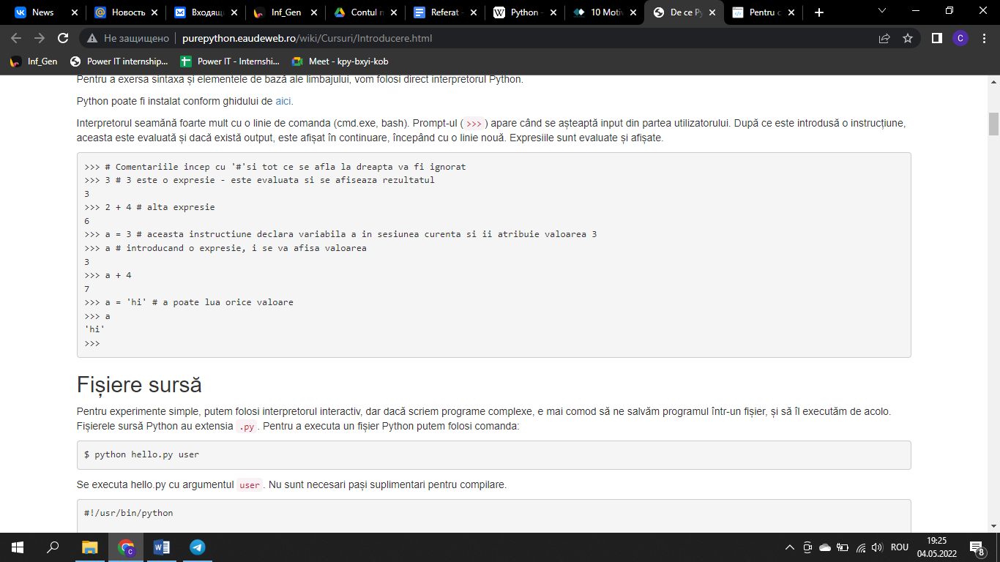 News
Новость
Входящ
Inf_Gen
Contul m
Referat -
Python -
10 Motiv
De ce Py
Pentru c
Не защищено | purepython.eaudeweb.ro/wiki/Cursuri/Introducere.html
C
Inf_Gen
Power IT internship...
Power IT - Internshi...
Meet - kpy-bxyi-kob
Pentru a exersa sintaxa și elementele de bază ale limbajului, vom folosi direct interpretorul Python.
Python poate fi instalat conform ghidului de aici.
Interpretorul seamănă foarte mult cu o linie de comanda (cmd.exe, bash). Prompt-ul ( >>> ) apare când se așteaptă input din partea utilizatorului. După ce este introdusă o instrucțiune,
aceasta este evaluată și dacă există output, este afișat în continuare, începând cu o linie nouă. Expresiile sunt evaluate și afișate.
>>> # Comentariile incep cu '#'si tot ce se afla la dreapta va fi ignorat
>>> 3 # 3 este o expresie - este evaluata si se afiseaza rezultatul
3
>>> 2 + 4 # alta expresie
6
>>> a = 3 # aceasta instructiune declara variabila a in sesiunea curenta si ii atribuie valoarea 3
>>> a # introducand o expresie, i se va afisa valoarea
3
>>> a + 4
7
>>> a = 'hi' # a poate lua orice valoare
>>> a
'hi'
>>>
Fișiere sursă
Pentru experimente simple, putem folosi interpretorul interactiv, dar dacă scriem programe complexe, e mai comod să ne salvăm programul într-un fișier, și să îl executăm de acolo.
Fișierele sursă Python au extensia .py . Pentru a executa un fișier Python putem folosi comanda:
$ python hello.py user
Se executa hello.py cu argumentul user . Nu sunt necesari pași suplimentari pentru compilare.
#!/usr/bin/python
ROU
19:25
04.05.2022
8